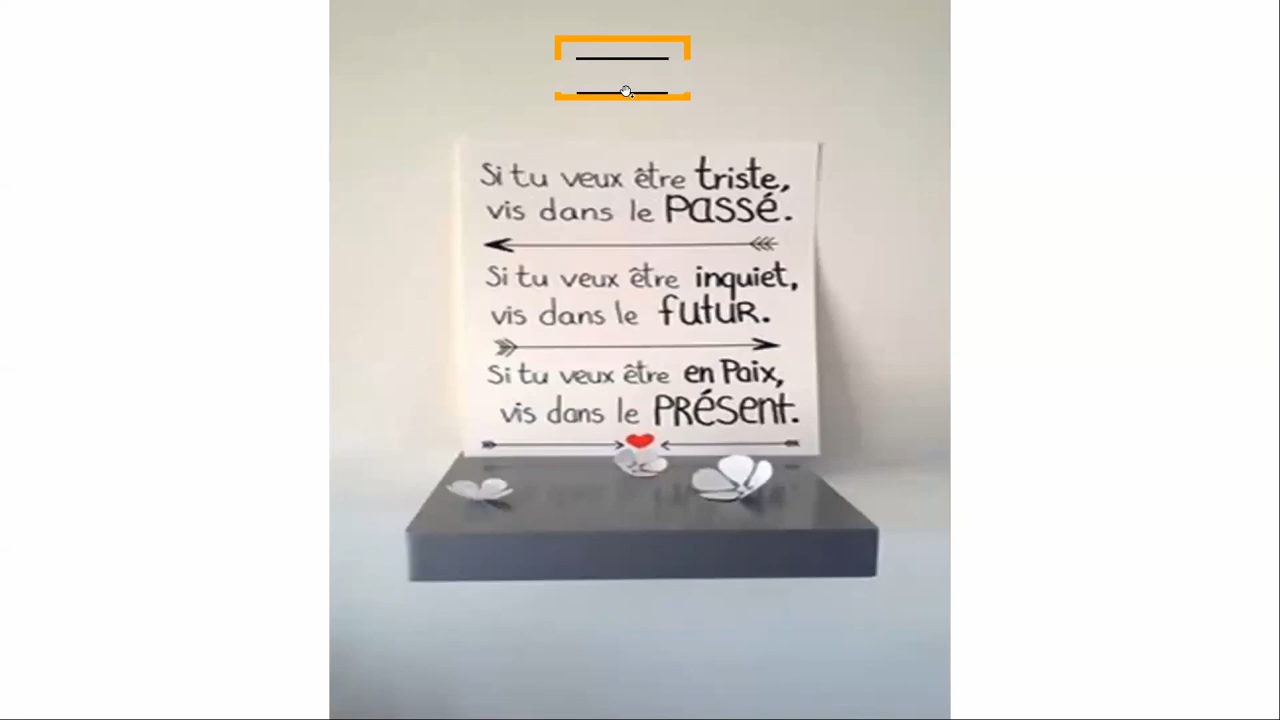 Si tu veux être triste,
vis dans le Passé.
Si tu veux être inquiet,
vis dans le futur.
Si tu veux être en Paix,
vis dans le PRÉSent.